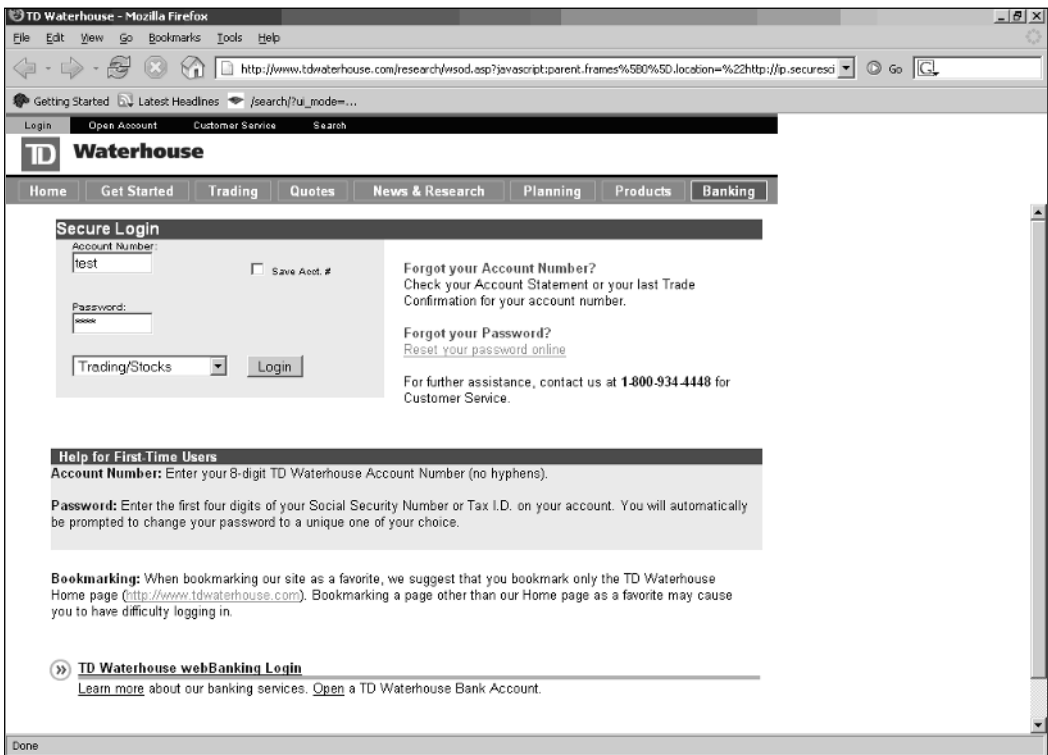 TD Waterhouse - Mozilla Firefox
File Edit View Go Bookmarks Tools Help
http://www.tdwaterhouse.com/research/wsod.asp?javascript:parent.frames%5B0%5D.location=%22http://ip.securesci
Go
G
Getting Started Latest Headlines /search/?ui_mode=...
Login Open Account Customer Service Search
TD Waterhouse
Home Get Started Trading Quotes News & Research Planning Products Banking
Secure Login
Account Number:
test
Save Acct. #
Password:
****
Trading/Stocks
Login
Forgot your Account Number?
Check your Account Statement or your last Trade
Confirmation for your account number.
Forgot your Password?
Reset your password online
For further assistance, contact us at 1-800-934-4448 for
Customer Service.
Help for First-Time Users
Account Number: Enter your 8-digit TD Waterhouse Account Number (no hyphens).
Password: Enter the first four digits of your Social Security Number or Tax I.D. on your account. You will automatically
be prompted to change your password to a unique one of your choice.
Bookmarking: When bookmarking our site as a favorite, we suggest that you bookmark only the TD Waterhouse
Home page (http://www.tdwaterhouse.com). Bookmarking a page other than our Home page as a favorite may cause
you to have difficulty logging in.
TD Waterhouse webBanking Login
Learn more about our banking services. Open a TD Waterhouse Bank Account.
Done